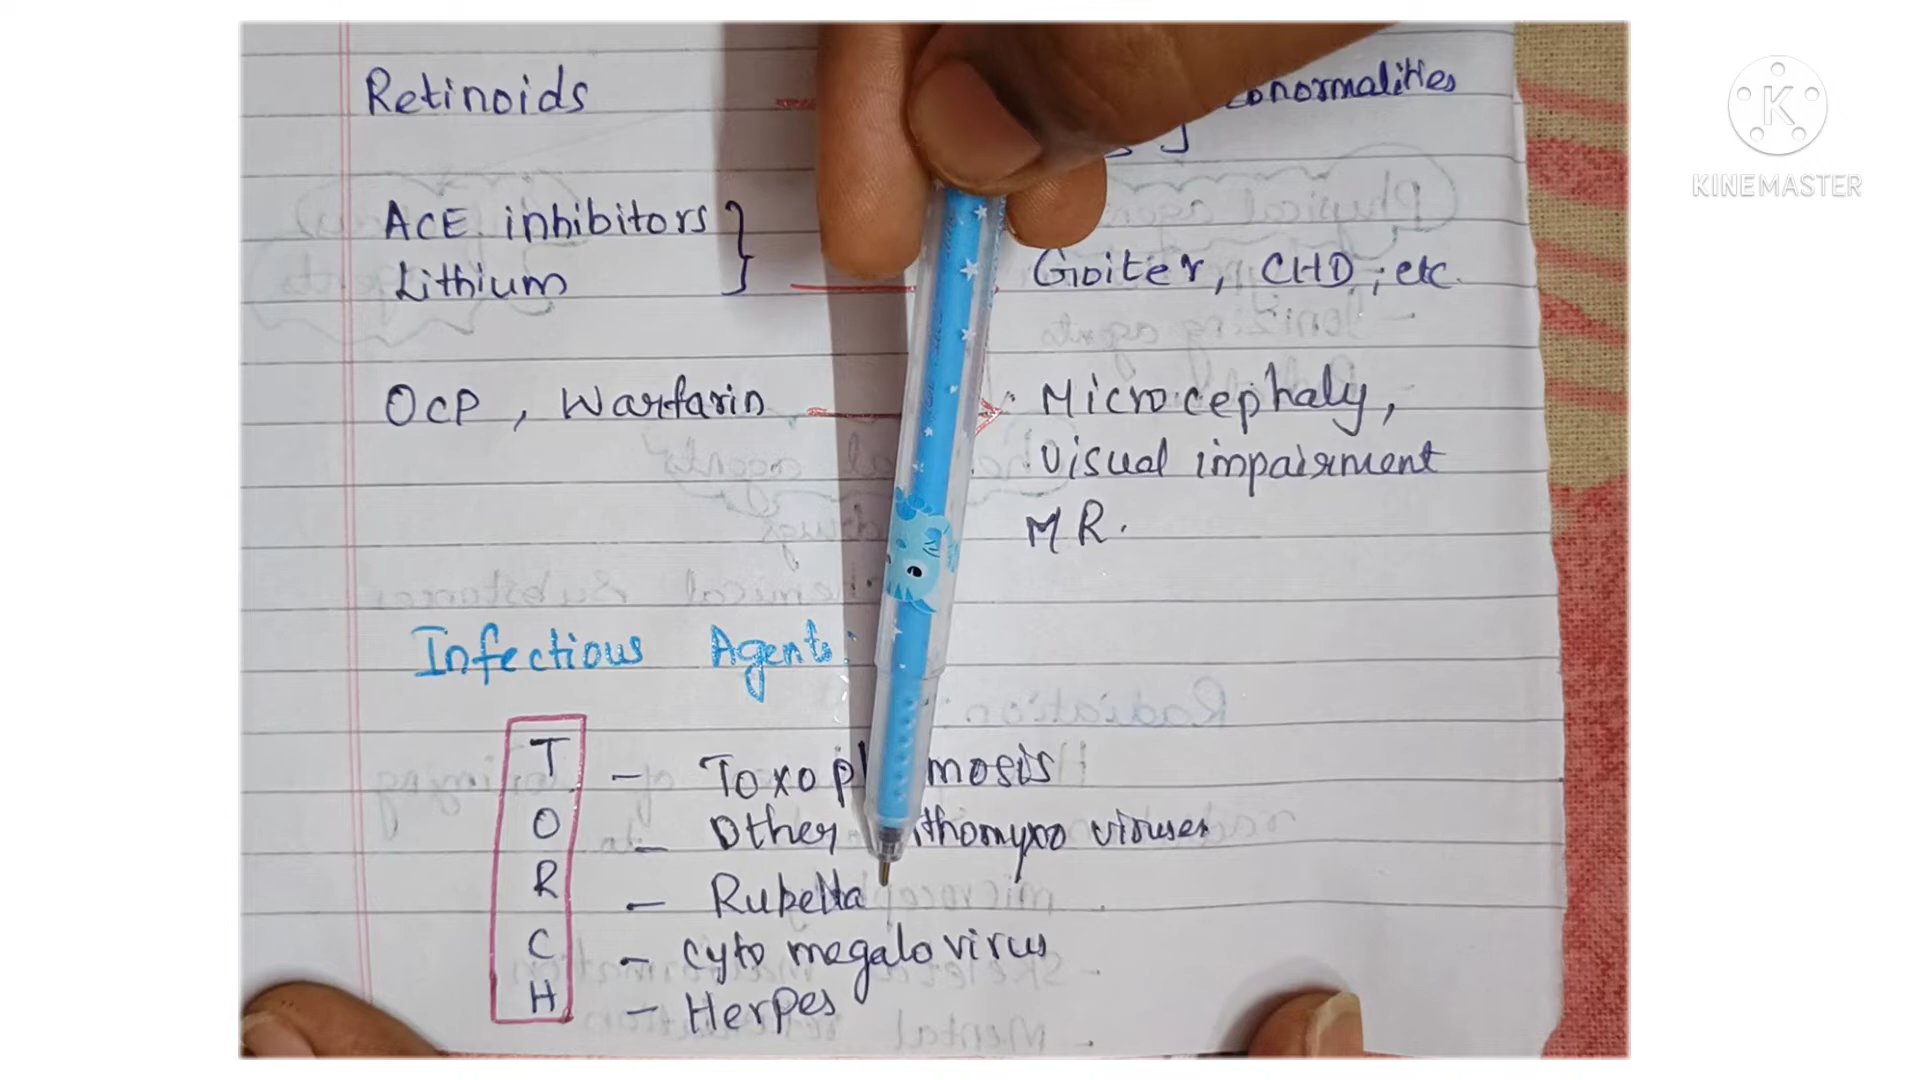 Retinoids
ACE inhibitors
Lithium
Goiter, CHD, etc.
OCP, Warfarin
Microcephaly,
Visual impairment
MR.
Infectious Agents
T - 
O - Other
R - Rubella
C - Cyto megalo virus
H - Herpes
KINEMASTER